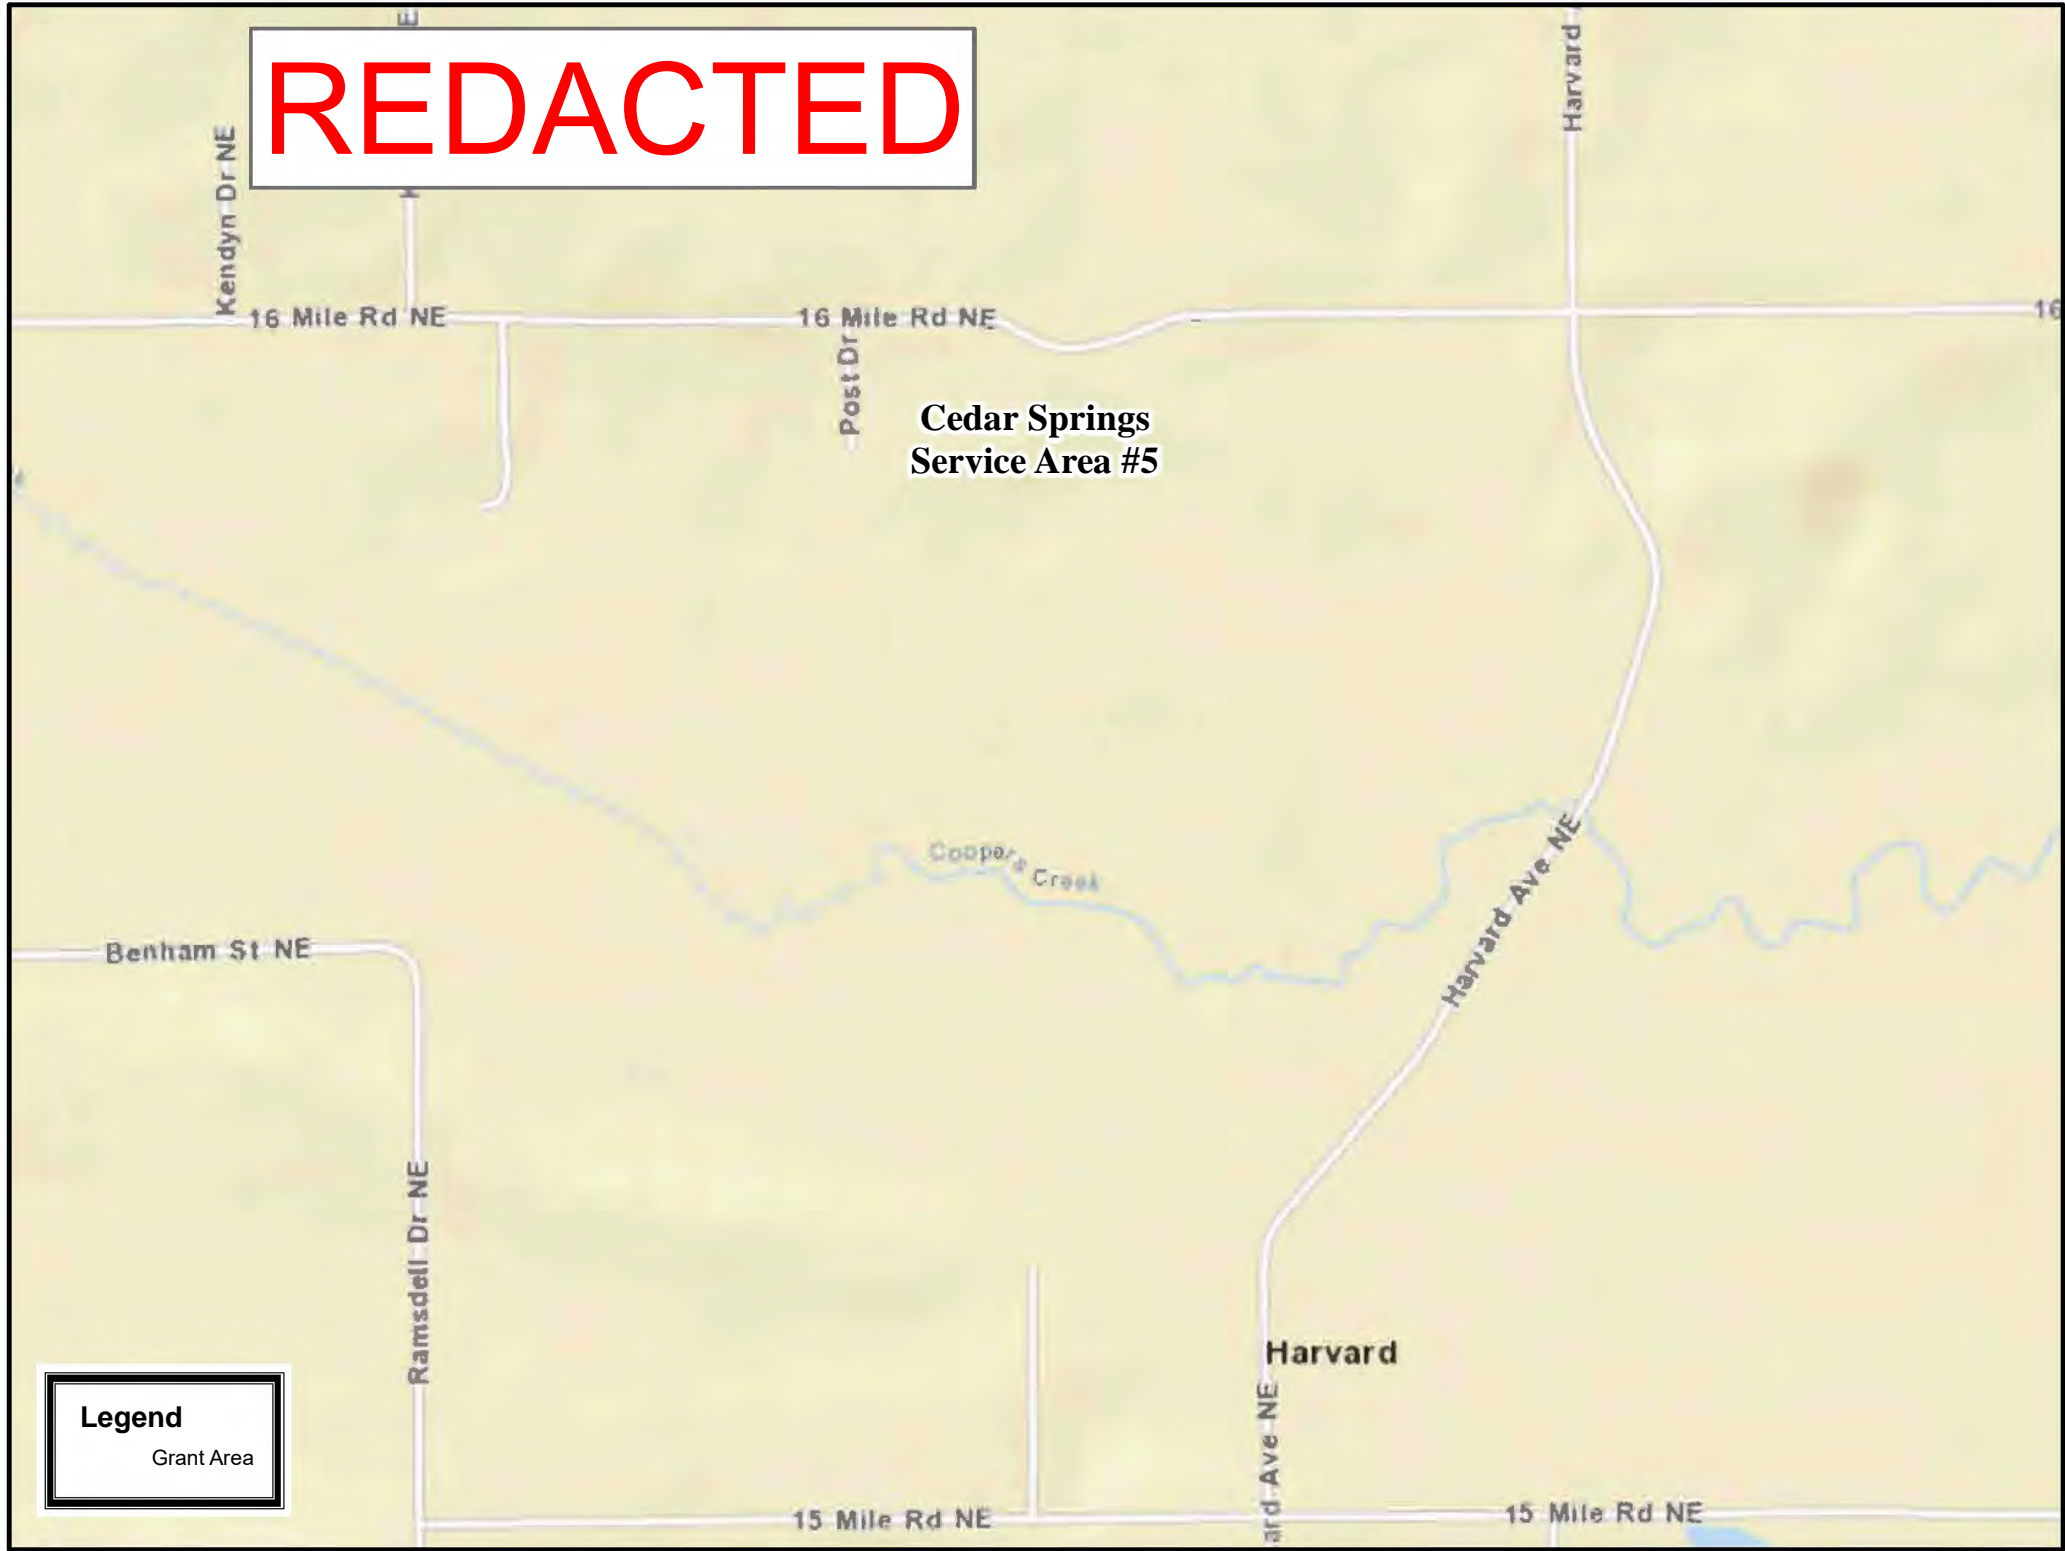 E
Harvard
REDACTED
Kendyn Dr NE
16 Mile Rd NE
16 Mile Rd NE
16
Post Dr
Cedar Springs
Service Area #5
Coopers Creek
Harvard Ave NE
Benham St NE
Ramsdell Dr NE
Harvard
ard Ave NE
Legend
Grant Area
15 Mile Rd NE
15 Mile Rd NE